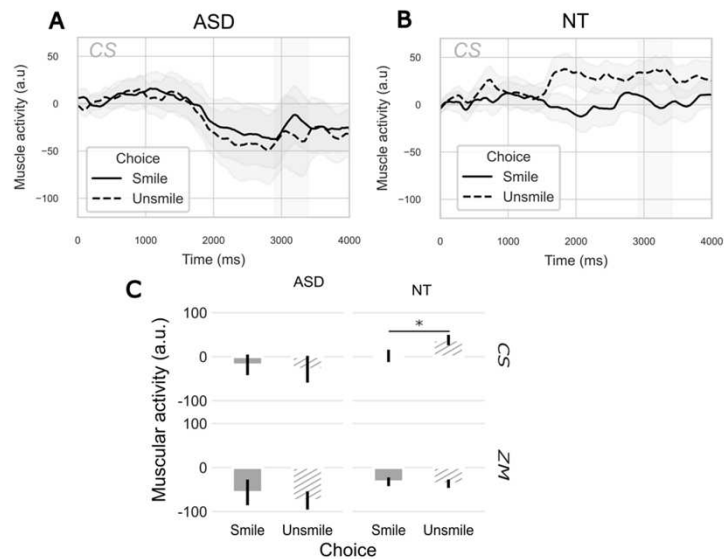 A
ASD
B
NT
CS
CS
50
0
-50
-100
Muscle activity (a.u)
50
0
-50
-100
Muscle activity (a.u)
Choice
Smile
Unsmile
Choice
Smile
Unsmile
0 1000 2000 3000 4000
0 1000 2000 3000 4000
Time (ms)
Time (ms)
C
ASD
NT
Muscular activity (a.u.)
100
*
0
CS
-100
100
0
ZM
-100
Smile Unsmile Smile Unsmile
Choice